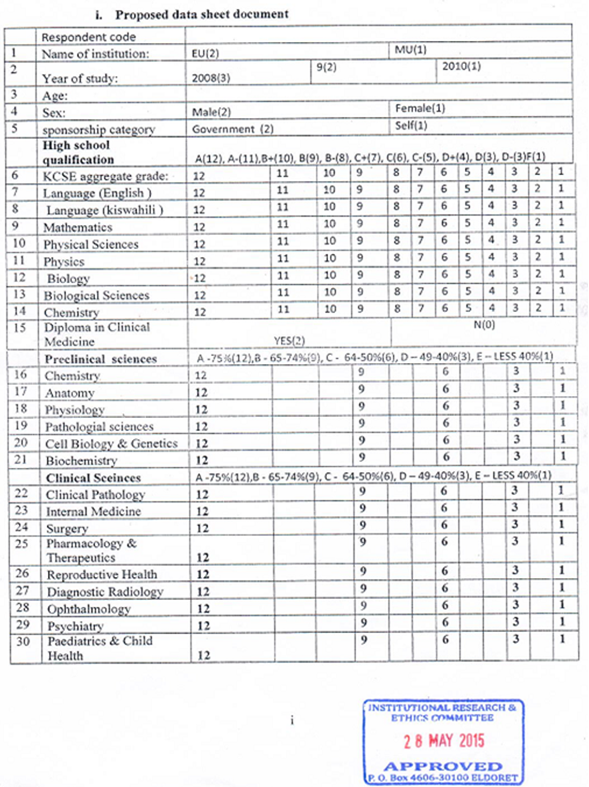 i. Proposed data sheet document
Respondent code
1 Name of institution: EU(2) MU(1)
2 Year of study: 2008(3) 9(2) 2010(1)
3 Age:
4 Sex: Male(2) Female(1)
5 sponsorship category Government (2) Self(1)
High school
qualification A(12), A-(11),B+(10), B(9), B-(8), C+(7), C(6), C-(5), D+(4), D(3), D-(3)F(1)
6 KCSE aggregate grade: 12 11 10 9 8 7 6 5 4 3 2 1
7 Language (English ) 12 11 10 9 8 7 6 5 4 3 2 1
8 Language (kiswahili ) 12 11 10 9 8 7 6 5 4 3 2 1
9 Mathematics 12 11 10 9 8 7 6 5 4 3 2 1
10 Physical Sciences 12 11 10 9 8 7 6 5 4 3 2 1
11 Physics 12 11 10 9 8 7 6 5 4 3 2 1
12 Biology 12 11 10 9 8 7 6 5 4 3 2 1
13 Biological Sciences 12 11 10 9 8 7 6 5 4 3 2 1
14 Chemistry 12 11 10 9 8 7 6 5 4 3 2 1
15 Diploma in Clinical
Medicine YES(2) N(0)
Preclinical sciences A -75%(12),B - 65-74%(9), C - 64-50%(6), D – 49-40%(3), E – LESS 40%(1)
16 Chemistry 12 9 6 3 1
17 Anatomy 12 9 6 3 1
18 Physiology 12 9 6 3 1
19 Pathologial sciences 12 9 6 3 1
20 Cell Biology & Genetics 12 9 6 3 1
21 Biochemistry 12 9 6 3 1
Clinical Sceinces A -75%(12),B - 65-74%(9), C - 64-50%(6), D – 49-40%(3), E – LESS 40%(1)
22 Clinical Pathology 12 9 6 3 1
23 Internal Medicine 12 9 6 3 1
24 Surgery 12 9 6 3 1
25 Pharmacology &
Therapeutics 12 9 6 3 1
26 Reproductive Health 12 9 6 3 1
27 Diagnostic Radiology 12 9 6 3 1
28 Ophthalmology 12 9 6 3 1
29 Psychiatry 12 9 6 3 1
30 Paediatrics & Child
Health 12 9 6 3 1
i
INSTITUTIONAL RESEARCH &
ETHICS COMMITTEE
28 MAY 2015
APPROVED
P. O. Box 4606-30100 ELDORET